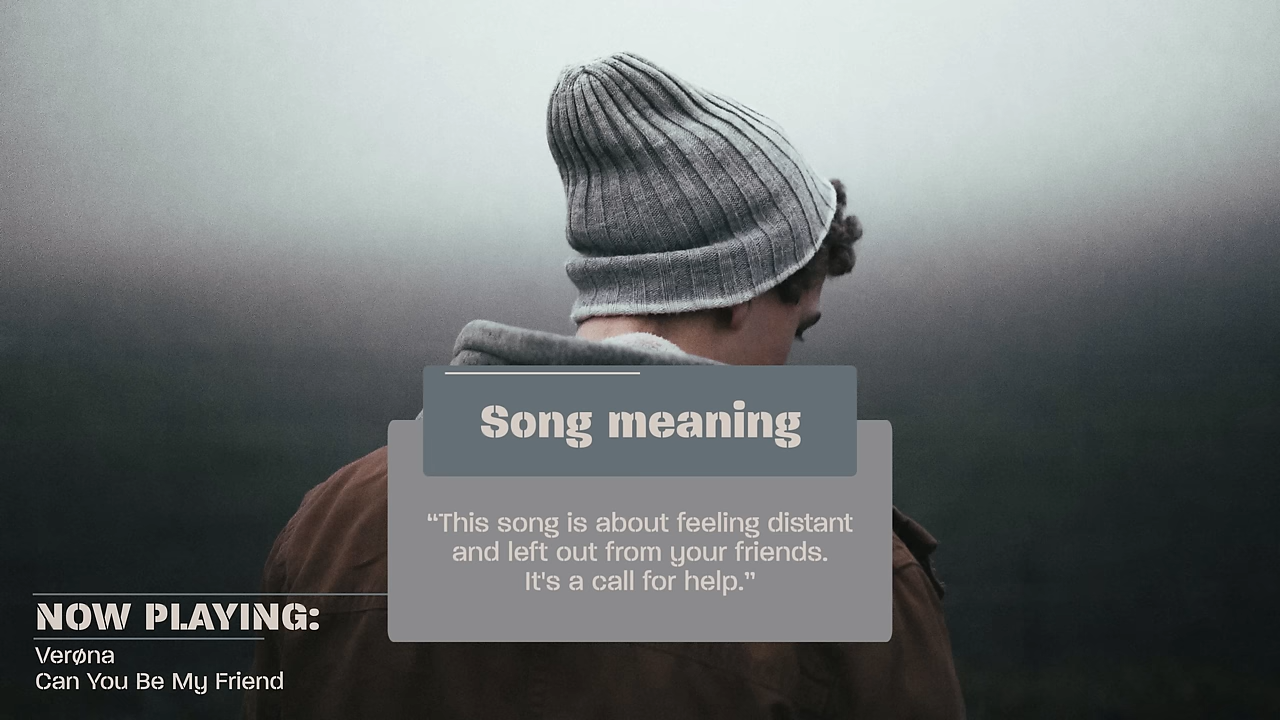 Song meaning
“This song is about feeling distant
and left out from your friends.
It's a call for help.”
NOW PLAYING:
Verøna
Can You Be My Friend